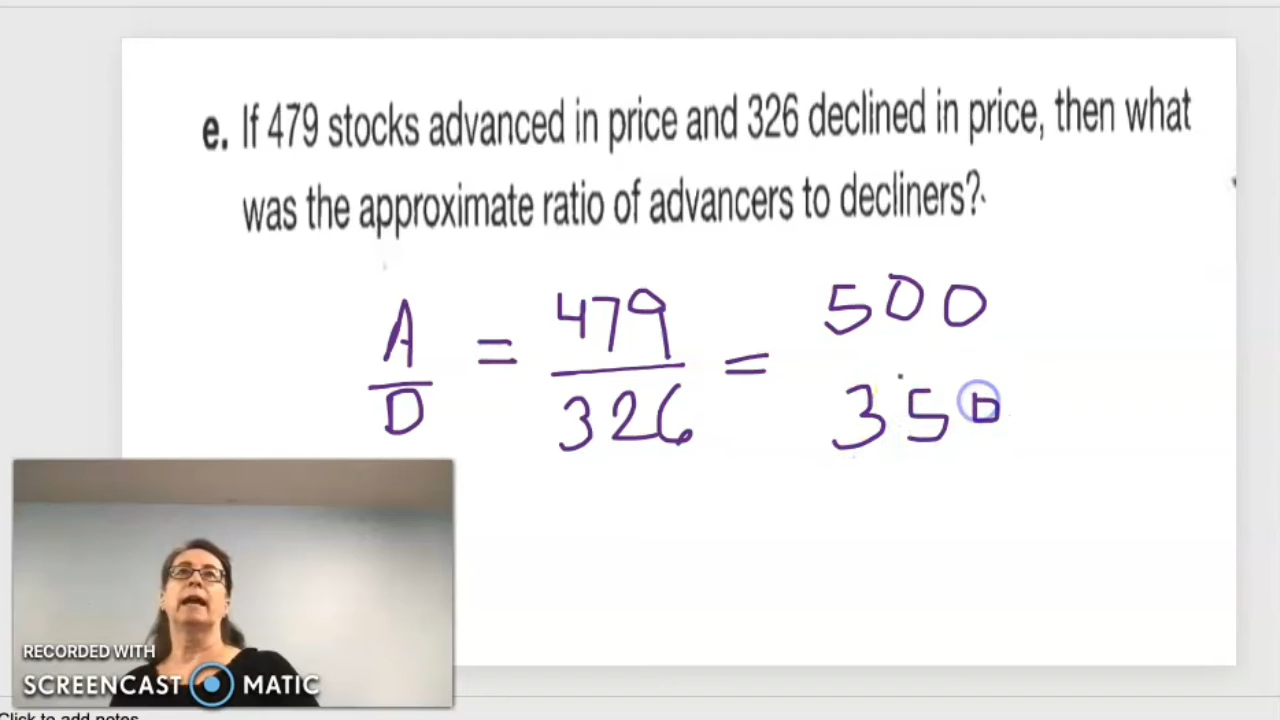 e. If 479 stocks advanced in price and 326 declined in price, then what
was the approximate ratio of advancers to decliners?
A/D = 479/326 = 500
350
RECORDED WITH
SCREENCAST MATIC
Click to add notes